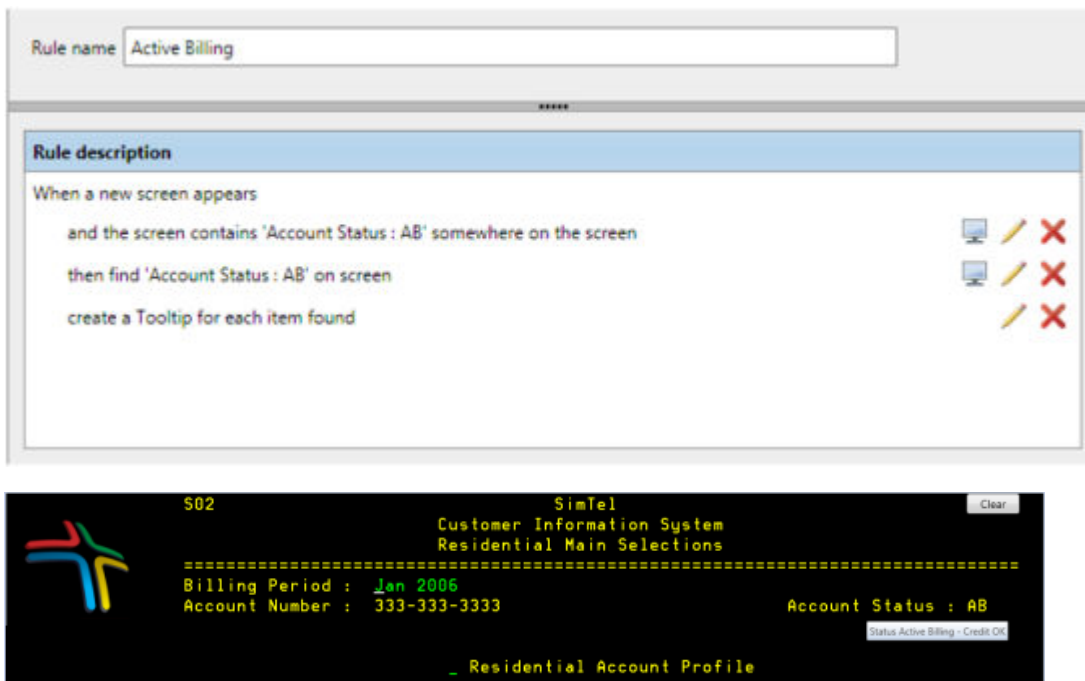 Rule name Active Billing
Rule description
When a new screen appears
and the screen contains 'Account Status : AB' somewhere on the screen
then find 'Account Status : AB' on screen
create a Tooltip for each item found
S02 SimTel Clear
Customer Information System
Residential Main Selections
===============================================================================
Billing Period : Jan 2006
Account Number : 333-333-3333 Account Status : AB
Status Active Billing - Credit OK
_ Residential Account Profile